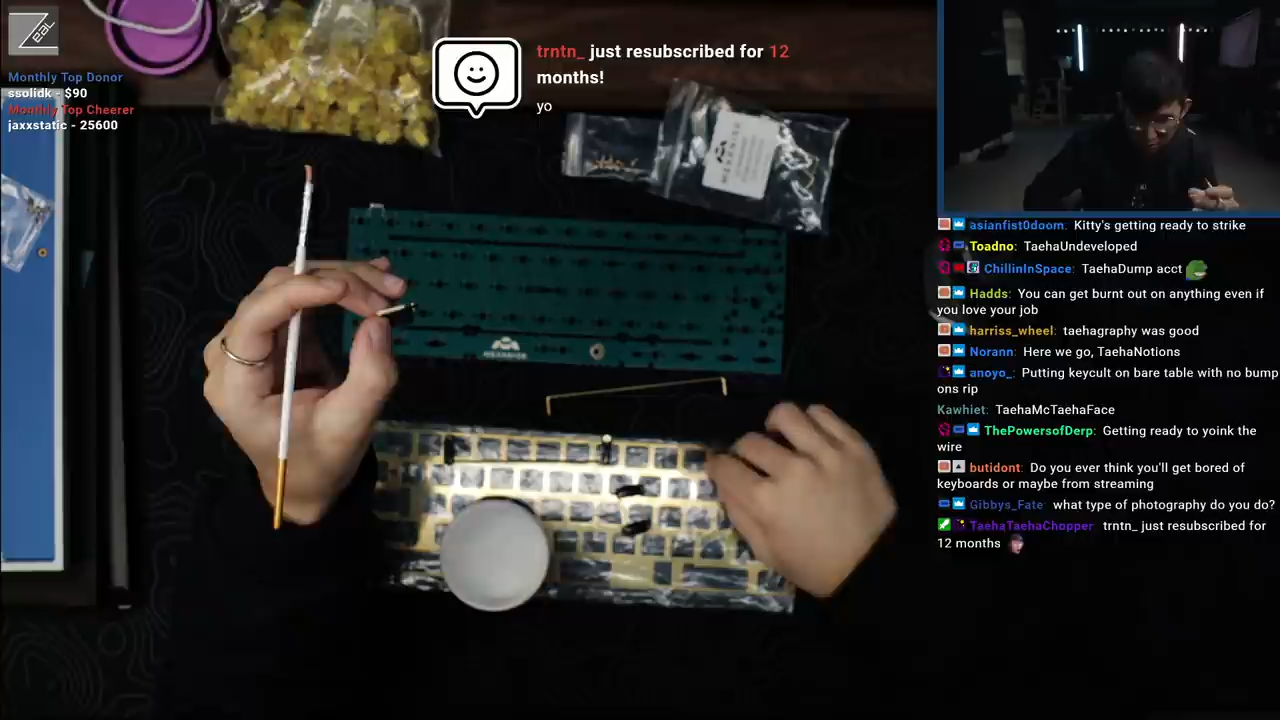 Zeal
Monthly Top Donor
ssolidk - $90
Monthly Top Cheerer
jaxxstatic - 25600
trntn_ just resubscribed for 12
months!
yo
MEKANISK
MEKANISK
asianfist0doom: Kitty's getting ready to strike
Toadno: TaehaUndeveloped
ChillinInSpace: TaehaDump acct
Hadds: You can get burnt out on anything even if
you love your job
harriss_wheel: taehagraphy was good
Norann: Here we go, TaehaNotions
anoyo_: Putting keycult on bare table with no bump
ons rip
Kawhiet: TaehaMcTaehaFace
ThePowersofDerp: Getting ready to yoink the
wire
butidont: Do you ever think you'll get bored of
keyboards or maybe from streaming
Gibbys_Fate: what type of photography do you do?
TaehaTaehaChopper trntn_ just resubscribed for
12 months